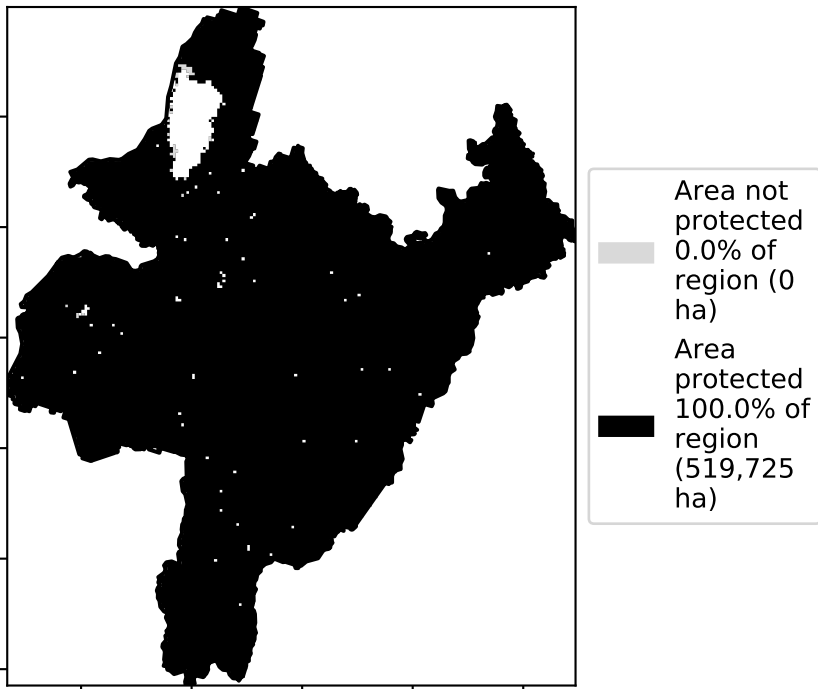 Area not
protected
0.0% of
region (0
ha)
Area
protected
100.0% of
region
(519,725
ha)